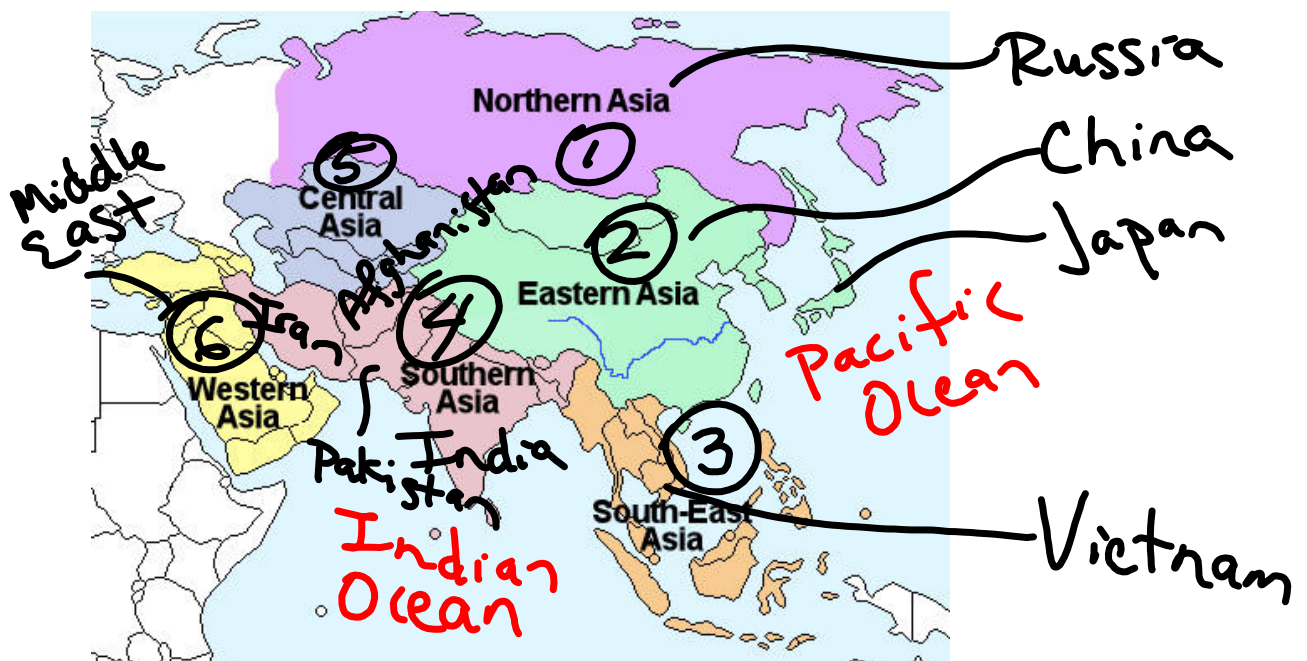 Russia
Northern Asia
China
①
⑤
Middle
East
Central
Asia
Afghanistan
②
Japan
Eastern Asia
④
Iran
⑥
Pacific
Ocean
Southern
Asia
Western
Asia
India
Pakistan
③
South-East
Asia
Vietnam
Indian
Ocean